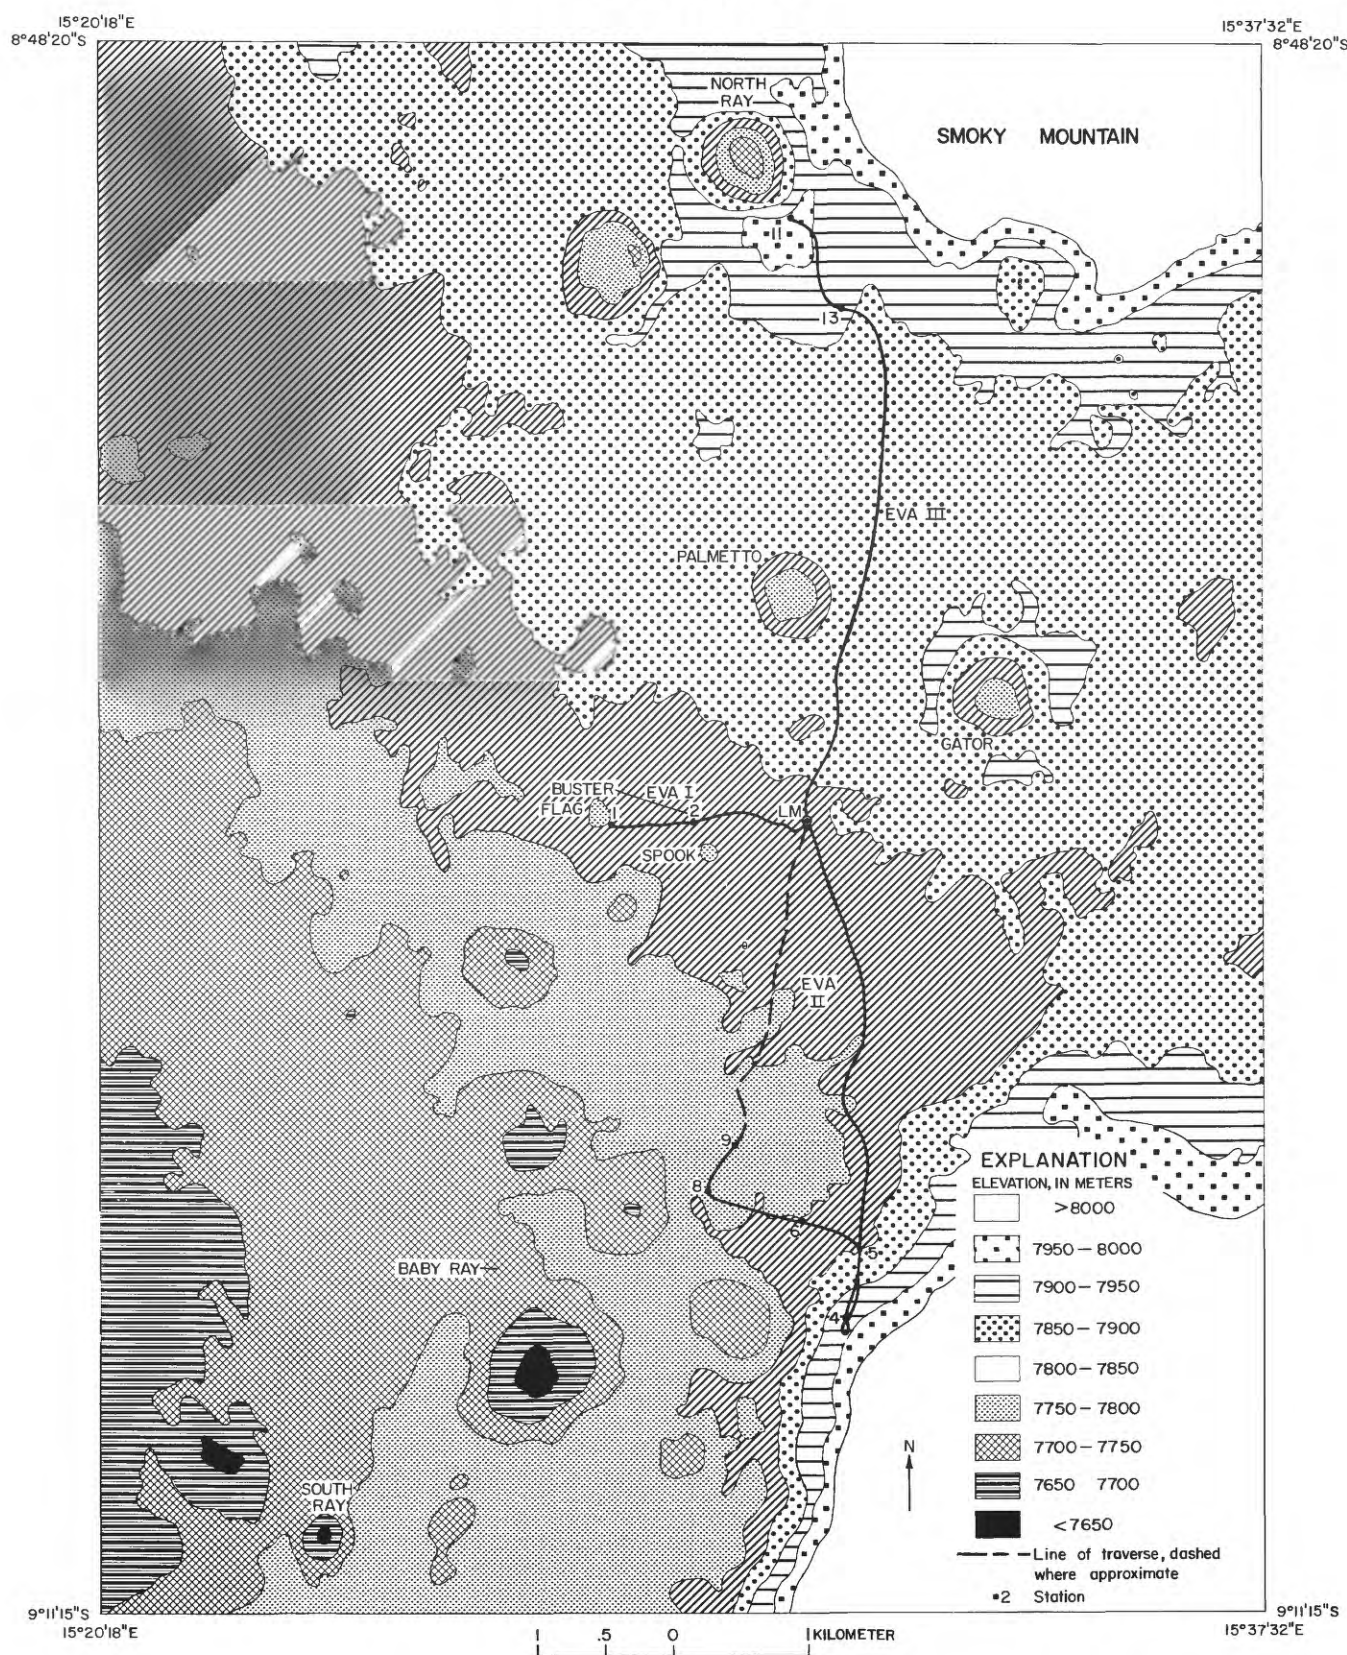 15°20'18"E
15°37'32"E
8°48'20"S
8°48'20"S
NORTH
RAY
SMOKY MOUNTAIN
11
13
EVA III
PALMETTO
GATOR
BUSTER
EVA I
FLAG
1
2
LM
SPOOK
EVA
II
9
8
6
5
BABY RAY
4
SOUTH
RAY
EXPLANATION
ELEVATION, IN METERS
>8000
7950-8000
7900-7950
7850-7900
7800-7850
7750-7800
7700-7750
7650 7700
<7650
N
Line of traverse, dashed
where approximate
2 Station
9°11'15"S
9°11'15"S
15°20'18"E
15°37'32"E
1 .5 0 1 KILOMETER